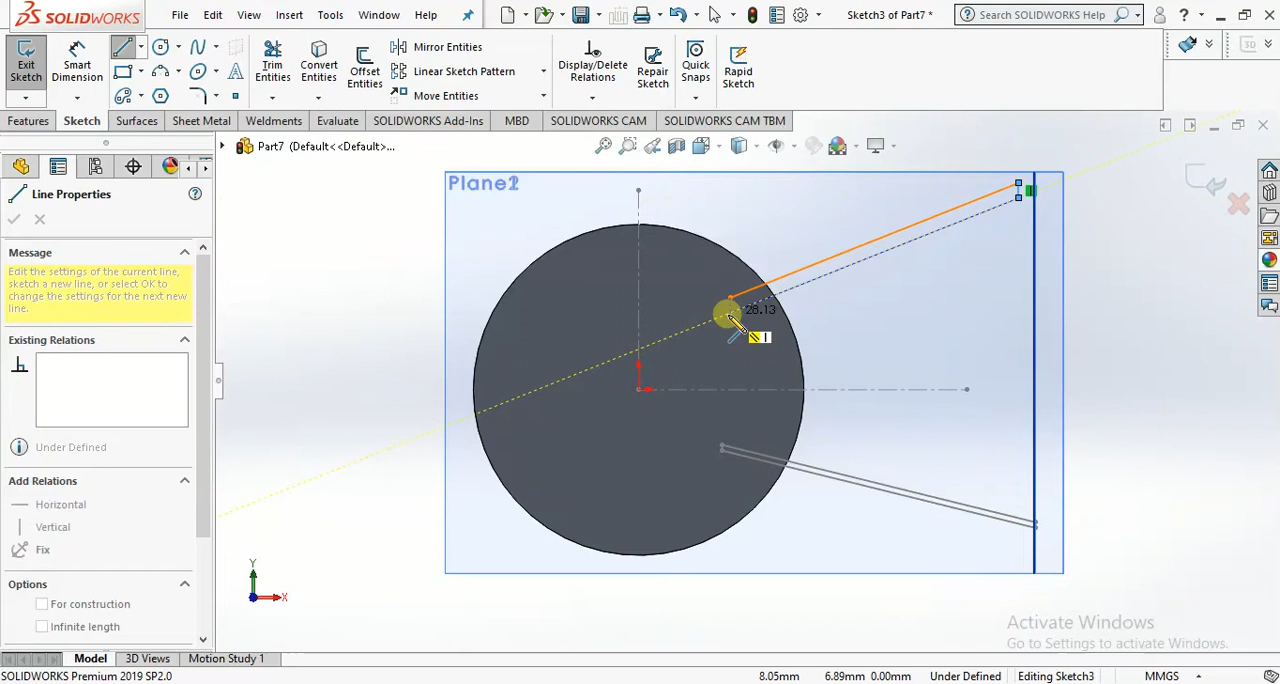 SOLIDWORKS File Edit View Insert Tools Window Help Sketch3 of Part7 * Search SOLIDWORKS Help ?
Exit Sketch
Smart Dimension
Trim Entities
Convert Entities
Offset Entities
Mirror Entities
Linear Sketch Pattern
Move Entities
Display/Delete Relations
Repair Sketch
Quick Snaps
Rapid Sketch
3D
Features Sketch Surfaces Sheet Metal Weldments Evaluate SOLIDWORKS Add-Ins MBD SOLIDWORKS CAM SOLIDWORKS CAM TBM
Part7 (Default<<Default>...
Line Properties
Message
Edit the settings of the current line,
sketch a new line, or select OK to
change the settings for the next new
line.
Existing Relations
Under Defined
Add Relations
Horizontal
Vertical
Fix
Options
For construction
Infinite length
28.13
Y
X
Activate Windows
Go to Settings to activate Windows.
Model 3D Views Motion Study 1
SOLIDWORKS Premium 2019 SP2.0 8.05mm 6.89mm 0.00mm Under Defined Editing Sketch3 MMGS